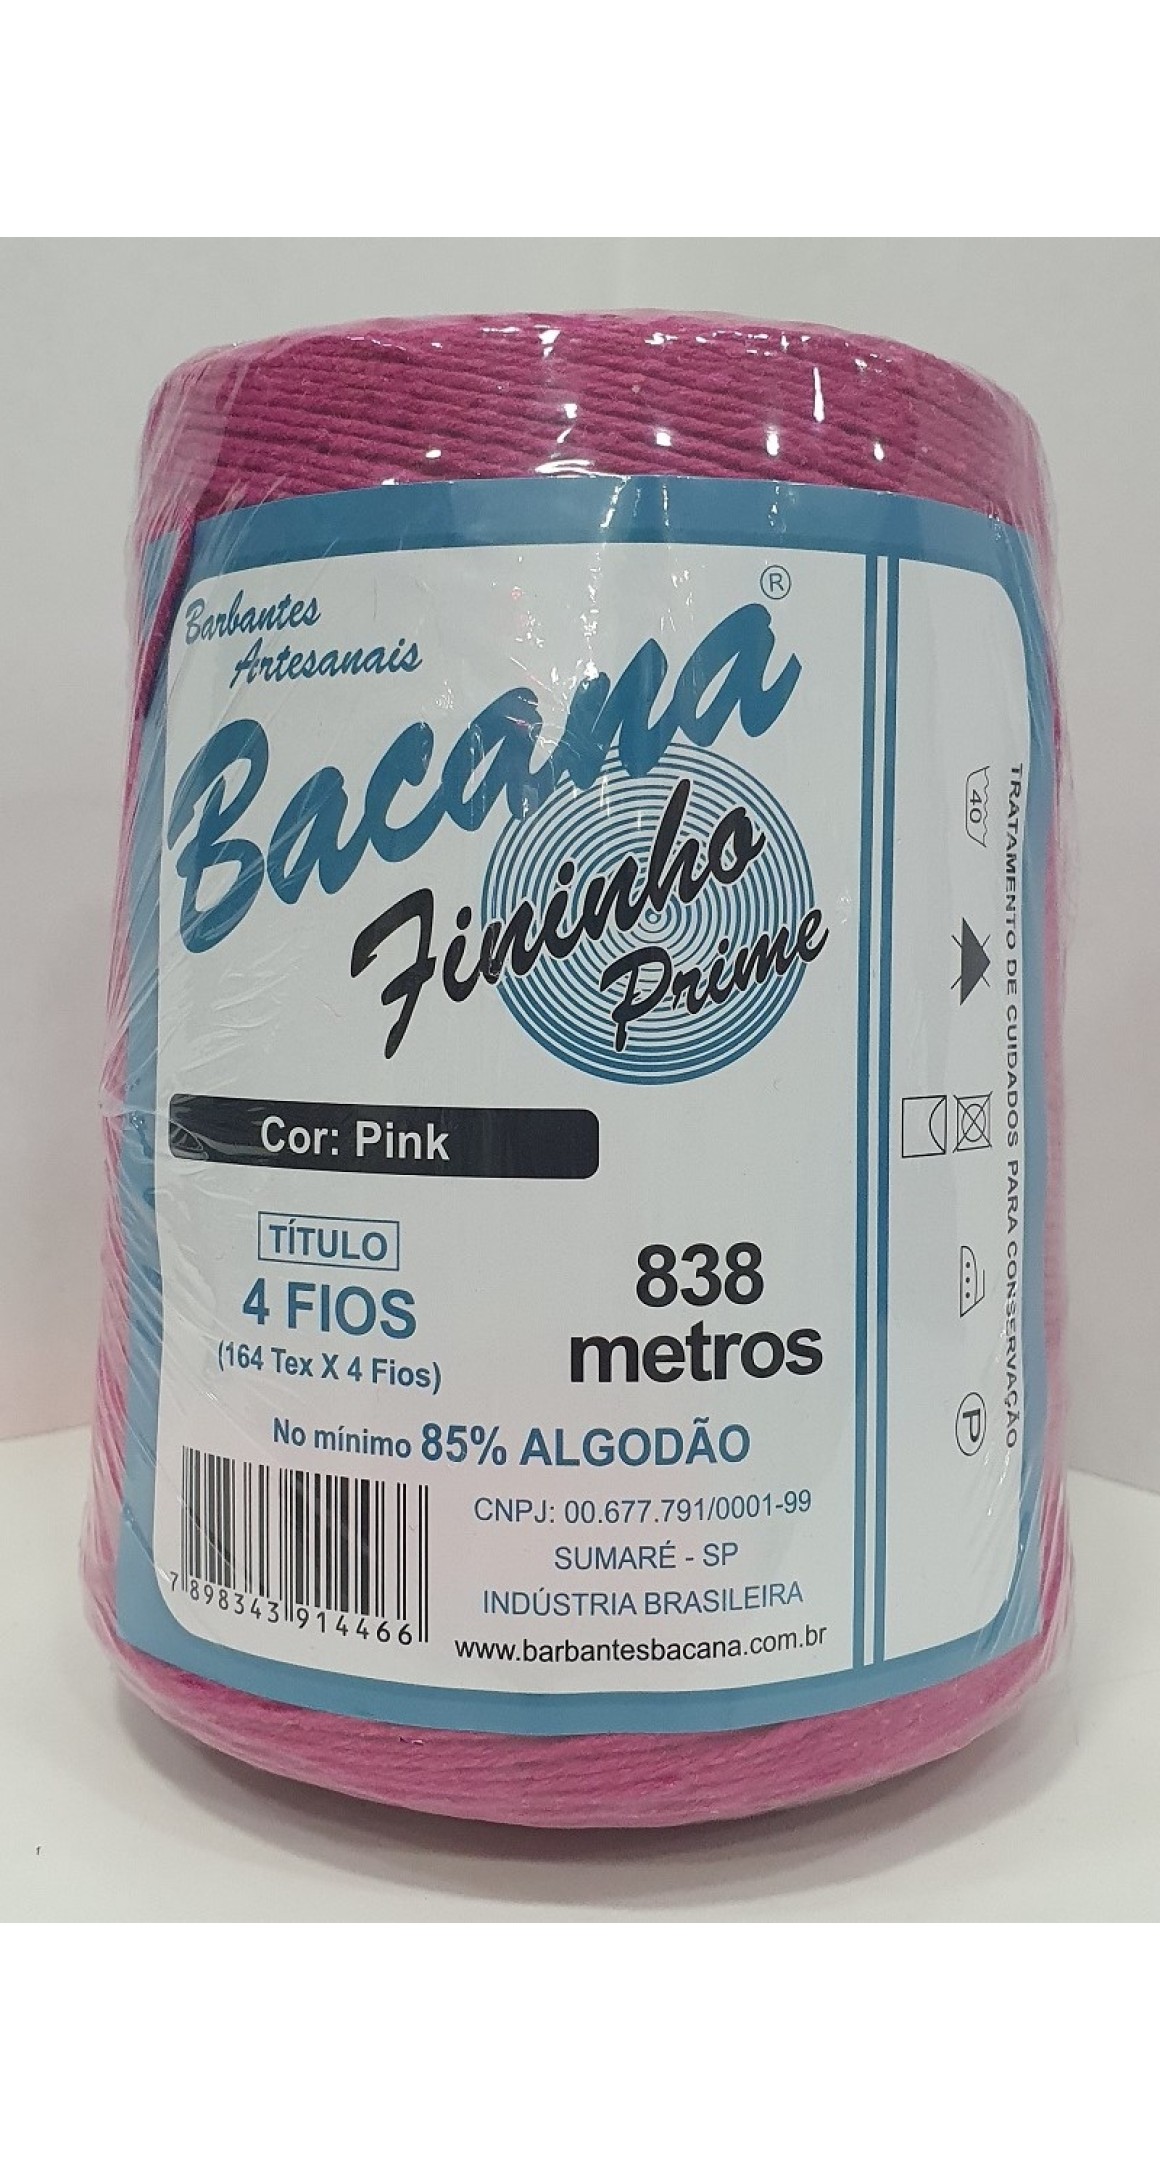 Barbantes
Artesanais
Bacana®
Fininho
Prime
Cor: Pink
TÍTULO
4 FIOS
(164 Tex X 4 Fios)
838
metros
No mínimo 85% ALGODÃO
CNPJ: 00.677.791/0001-99
SUMARÉ - SP
INDÚSTRIA BRASILEIRA
www.barbantesbacana.com.br
7 898343 914466
TRATAMENTO DE CUIDADOS PARA CONSERVAÇÃO
40
P